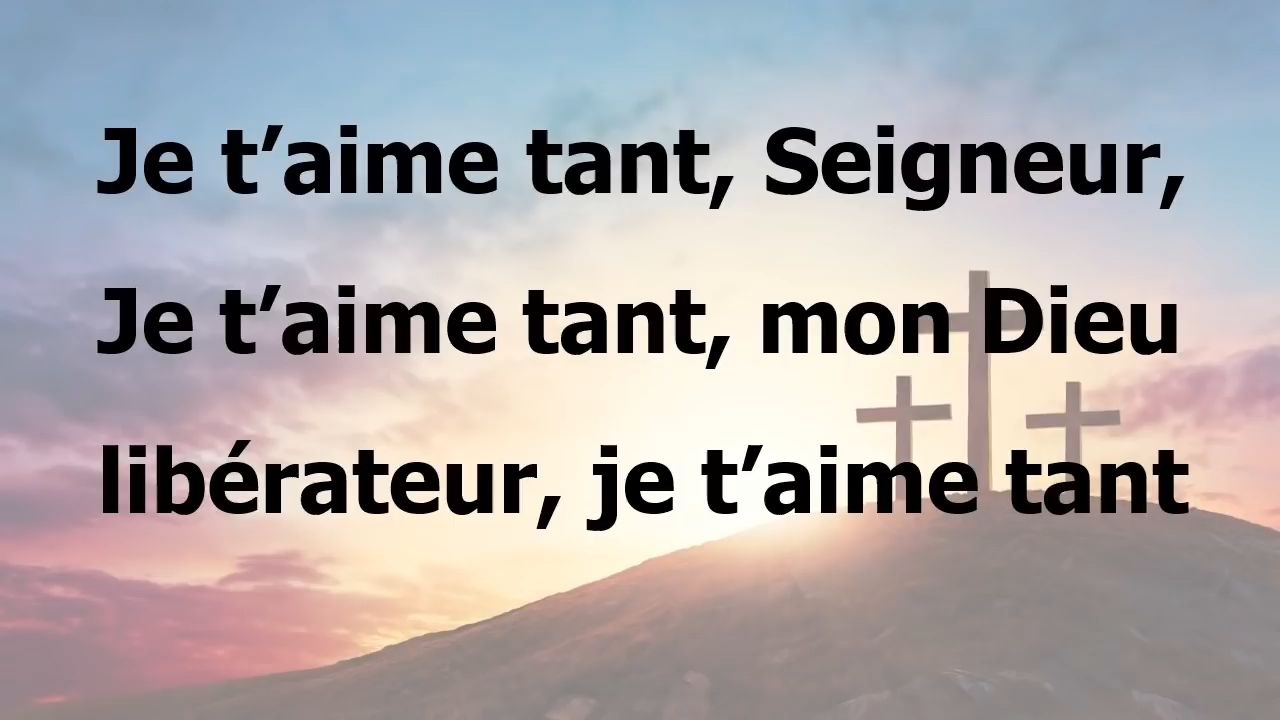 Je t’aime tant, Seigneur,
Je t’aime tant, mon Dieu
libérateur, je t’aime tant